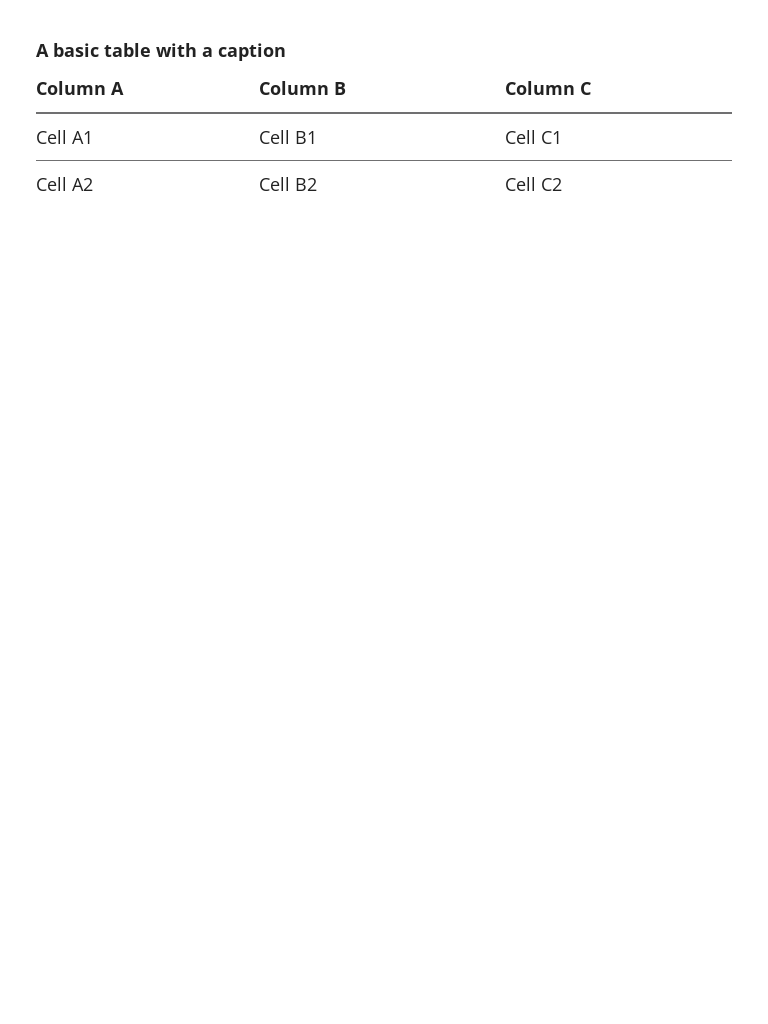 A basic table with a caption
Column A Column B Column C
Cell A1 Cell B1 Cell C1
Cell A2 Cell B2 Cell C2